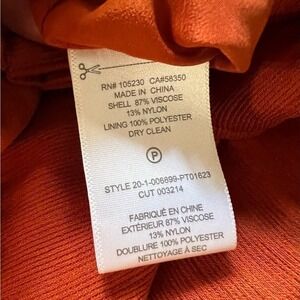 RN# 105230 CA#58350
MADE IN CHINA
SHELL 87% VISCOSE
13% NYLON
LINING 100% POLYESTER
DRY CLEAN
P
STYLE 20-1-006899-PT01623
CUT 003214
FABRIQUÉ EN CHINE
EXTÉRIEUR 87% VISCOSE
13% NYLON
DOUBLURE 100% POLYESTER
NETTOYAGE À SEC